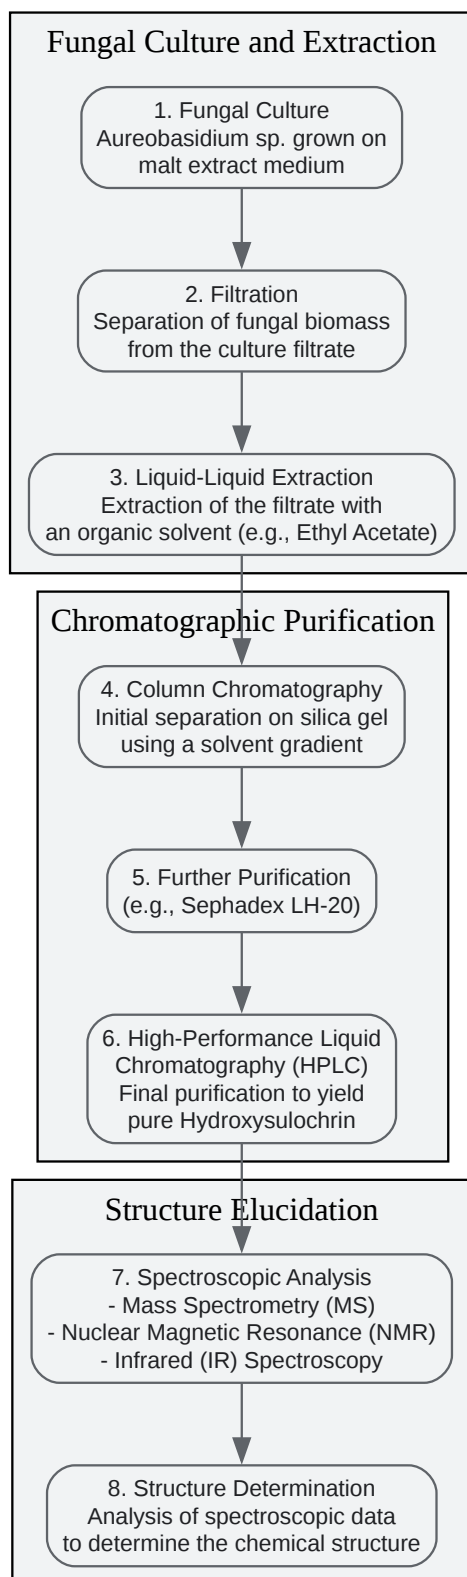 Fungal Culture and Extraction
1. Fungal Culture
Aureobasidium sp. grown on
malt extract medium
2. Filtration
Separation of fungal biomass
from the culture filtrate
3. Liquid-Liquid Extraction
Extraction of the filtrate with
an organic solvent (e.g., Ethyl Acetate)
Chromatographic Purification
4. Column Chromatography
Initial separation on silica gel
using a solvent gradient
5. Further Purification
(e.g., Sephadex LH-20)
6. High-Performance Liquid
Chromatography (HPLC)
Final purification to yield
pure Hydroxysulochrin
Structure Elucidation
7. Spectroscopic Analysis
- Mass Spectrometry (MS)
- Nuclear Magnetic Resonance (NMR)
- Infrared (IR) Spectroscopy
8. Structure Determination
Analysis of spectroscopic data
to determine the chemical structure